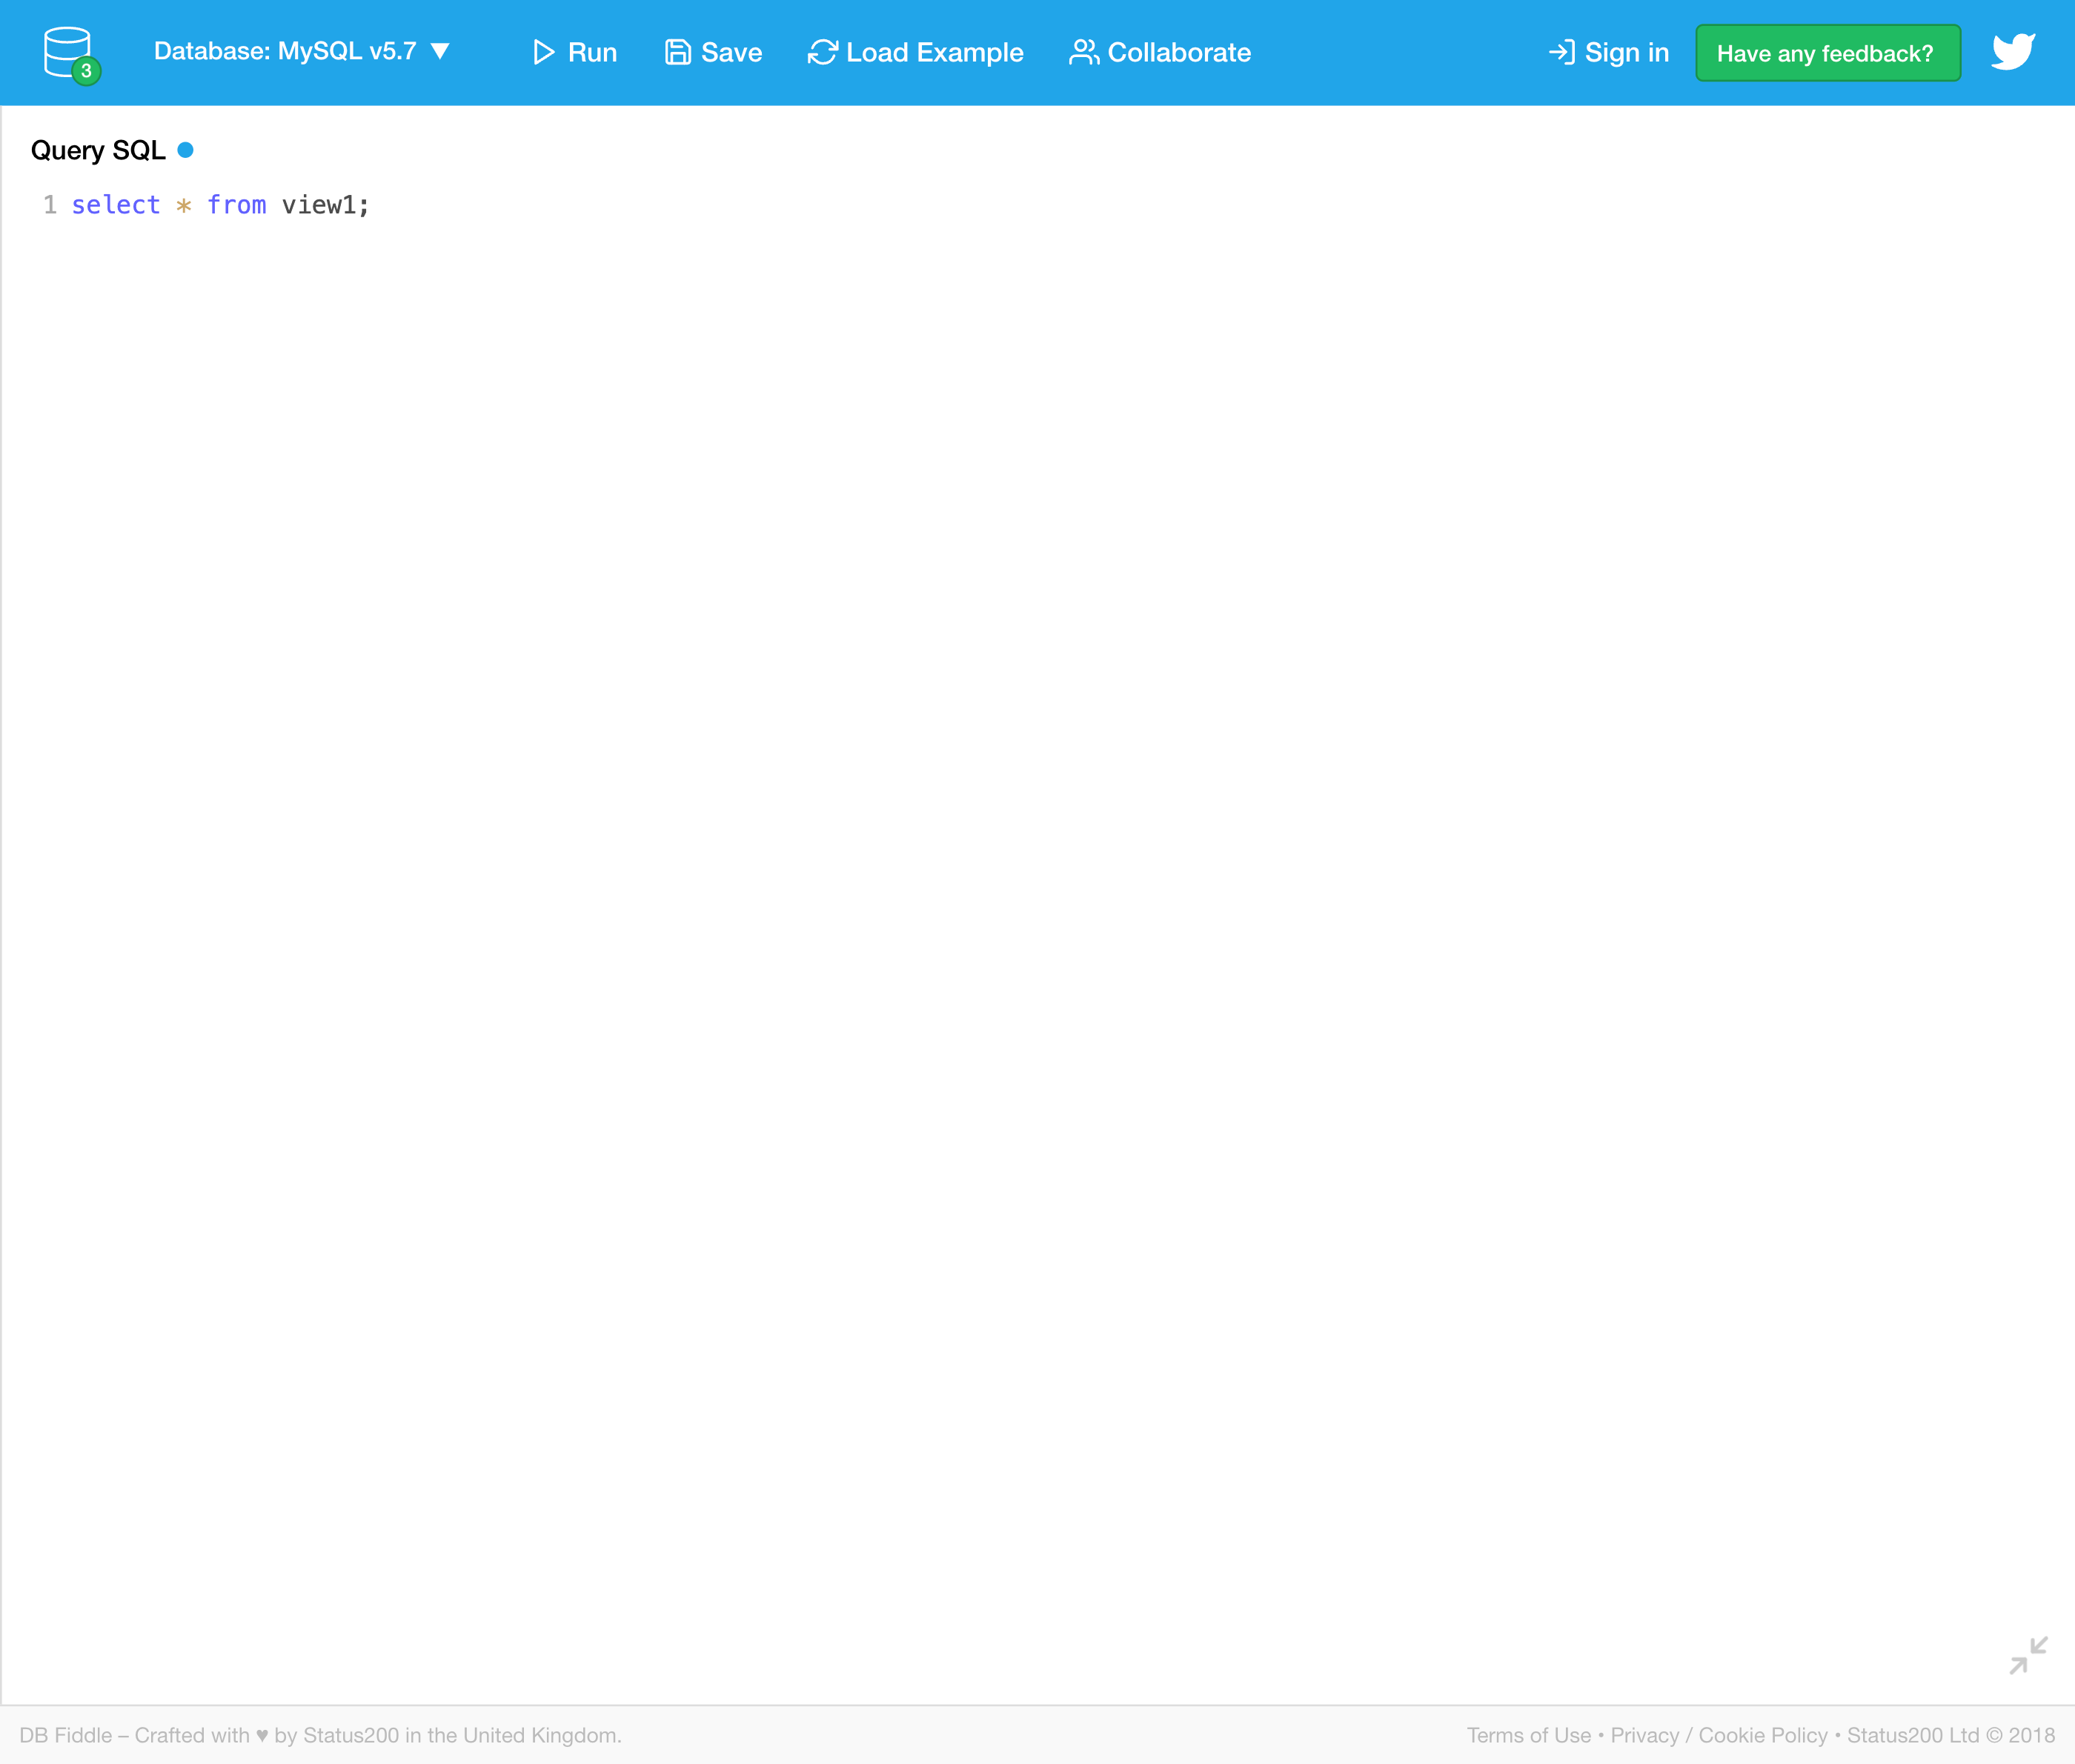 3 Database: MySQL v5.7 ▼ Run Save Load Example Collaborate Sign in Have any feedback?
Query SQL
1 select * from view1;
DB Fiddle – Crafted with ♥ by Status200 in the United Kingdom. Terms of Use • Privacy / Cookie Policy • Status200 Ltd © 2018